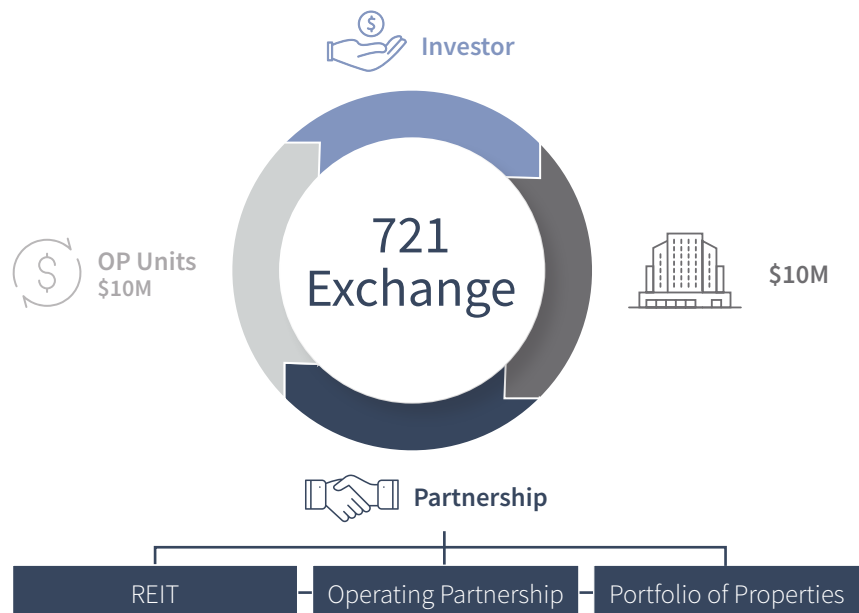 $
Investor
721
Exchange
$
OP Units
$10M
$10M
Partnership
REIT
Operating Partnership
Portfolio of Properties